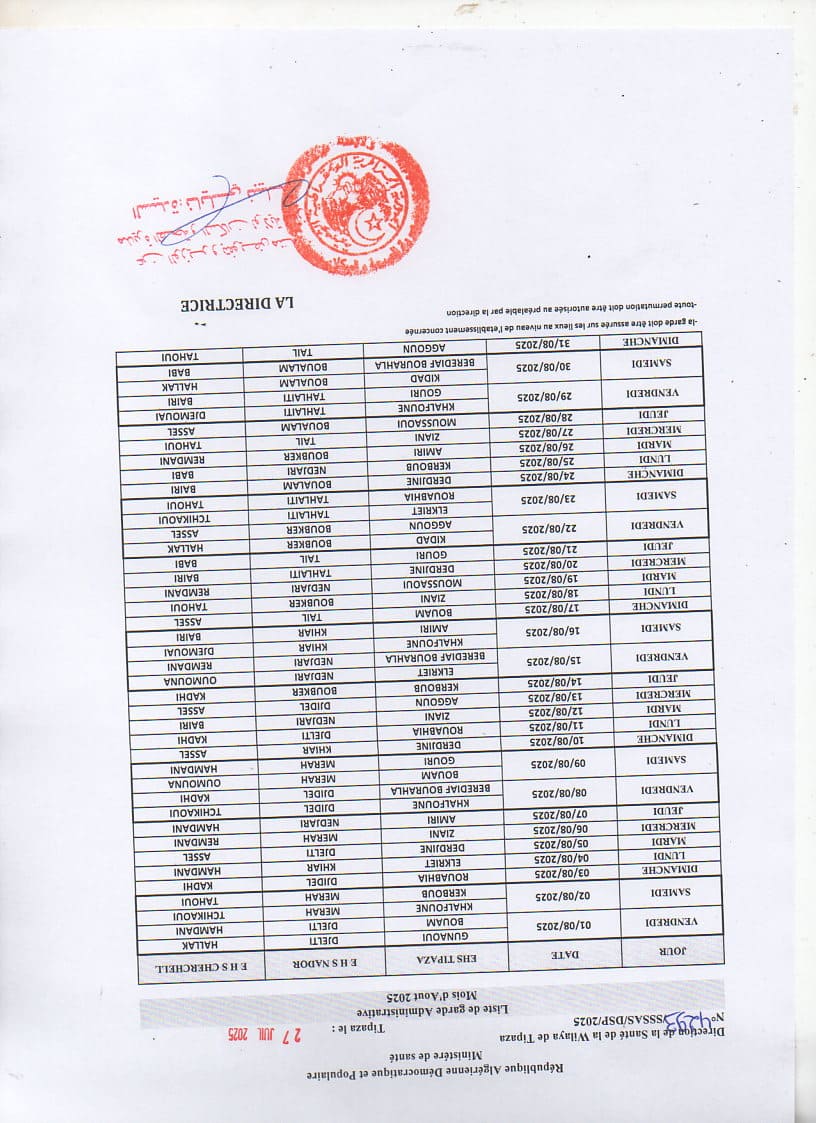 République Algérienne Démocratique et Populaire
Ministére de santé
Direction de la Santé de la Wilaya de Tipaza
N° 4293/SSSAS/DSP/2025
Tipaza le : 27 JUIL 2025
Liste de garde Administrative
Mois d'Aout 2025
JOUR DATE EHS TIPAZA E H S NADOR E H S CHERCHELL
VENDREDI 01/08/2025 GUNAOUI DJELTI HALLAK
BOUAM DJELTI HAMDANI
SAMEDI 02/08/2025 KHALFOUNE MERAH TCHIKAOUI
KERBOUB MERAH TAHOUI
DIMANCHE 03/08/2025 ROUABHIA DJIDEL KADHI
LUNDI 04/08/2025 ELKRIET KHIAR HAMDANI
MARDI 05/08/2025 DERDJINE DJELTI ASSEL
MERCREDI 06/08/2025 ZIANI MERAH REMDANI
JEUDI 07/08/2025 AMIRI NEDJARI HAMDANI
VENDREDI 08/08/2025 KHALFOUNE DJIDEL TCHIKAOUI
BEREDIAF BOURAHLA DJIDEL KADHI
SAMEDI 09/08/2025 BOUAM MERAH OUMOUNA
GOURI MERAH HAMDANI
DIMANCHE 10/08/2025 DERDJINE KHIAR ASSEL
LUNDI 11/08/2025 ROUABHIA DJELTI KADHI
MARDI 12/08/2025 ZIANI NEDJARI BAIRI
MERCREDI 13/08/2025 AGGOUN DJIDEL ASSEL
JEUDI 14/08/2025 KERBOUB BOUBKER KADHI
VENDREDI 15/08/2025 ELKRIET NEDJARI OUMOUNA
BEREDIAF BOURAHLA NEDJARI REMDANI
SAMEDI 16/08/2025 KHALFOUNE KHIAR DJEMOUAI
AMIRI KHIAR BAIRI
DIMANCHE 17/08/2025 BOUAM TAIL ASSEL
LUNDI 18/08/2025 ZIANI BOUBKER TAHOUI
MARDI 19/08/2025 MOUSSAOUI NEDJARI REMDANI
MERCREDI 20/08/2025 DERDJINE TAHLAITI BAIRI
JEUDI 21/08/2025 GOURI TAIL BABI
VENDREDI 22/08/2025 KIDAD BOUBKER HALLAK
AGGOUN BOUBKER ASSEL
SAMEDI 23/08/2025 ELKRIET TAHLAITI TCHIKAOUI
ROUABHIA TAHLAITI TAHOUI
DIMANCHE 24/08/2025 DERDJINE BOUALAM BAIRI
LUNDI 25/08/2025 KERBOUB NEDJARI BABI
MARDI 26/08/2025 AMIRI BOUBKER REMDANI
MERCREDI 27/08/2025 ZIANI TAIL TAHOUI
JEUDI 28/08/2025 MOUSSAOUI BOUALAM ASSEL
VENDREDI 29/08/2025 KHALFOUNE TAHLAITI DJEMOUAI
GOURI TAHLAITI BAIRI
SAMEDI 30/08/2025 KIDAD BOUALAM HALLAK
BEREDIAF BOURAHLA BOUALAM BABI
DIMANCHE 31/08/2025 AGGOUN TAIL TAHOUI
-la garde doit être assurée sur les lieux au niveau de l'etablissement concernée
-toute permutation doit être autorisée au préalable par la direction
LA DIRECTRICE
عن الوزير و بتفويض منه
مديرة الصحة و السكان لولاية
السيدة: نايلي نبيلة